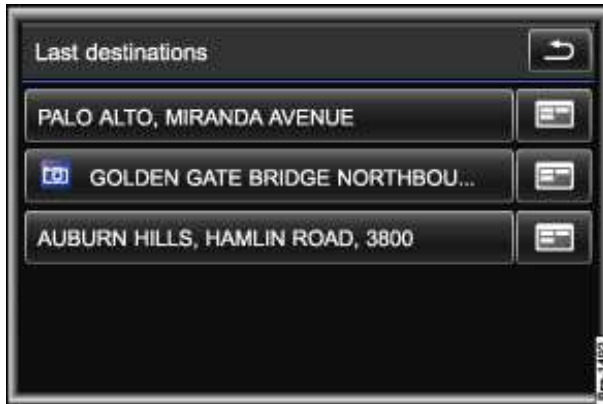 Last destinations
PALO ALTO, MIRANDA AVENUE
GOLDEN GATE BRIDGE NORTHBOU...
AUBURN HILLS, HAMLIN ROAD, 3800